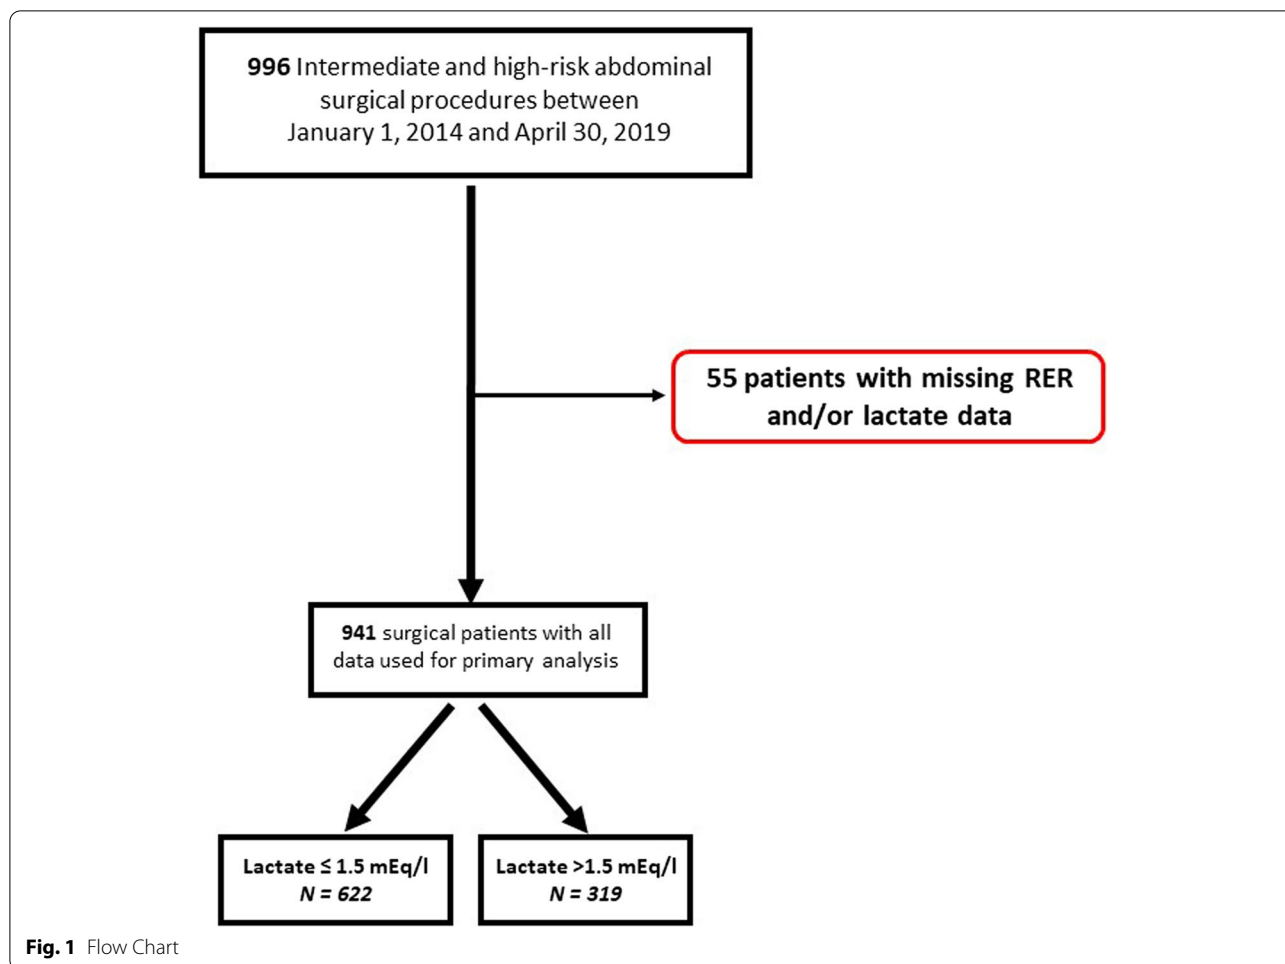 996 Intermediate and high-risk abdominal
surgical procedures between
January 1, 2014 and April 30, 2019
55 patients with missing RER
and/or lactate data
941 surgical patients with all
data used for primary analysis
Lactate ≤ 1.5 mEq/l
N = 622
Lactate >1.5 mEq/l
N = 319
Fig. 1 Flow Chart